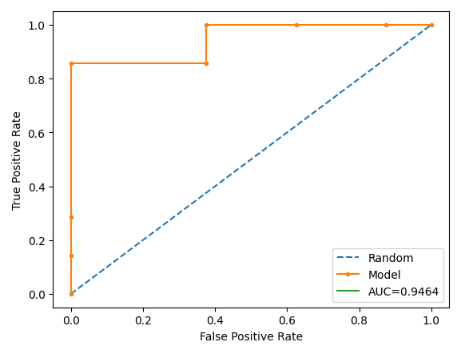 1.0
0.8
0.6
0.4
0.2
0.0
True Positive Rate
Random
Model
AUC=0.9464
0.0 0.2 0.4 0.6 0.8 1.0
False Positive Rate